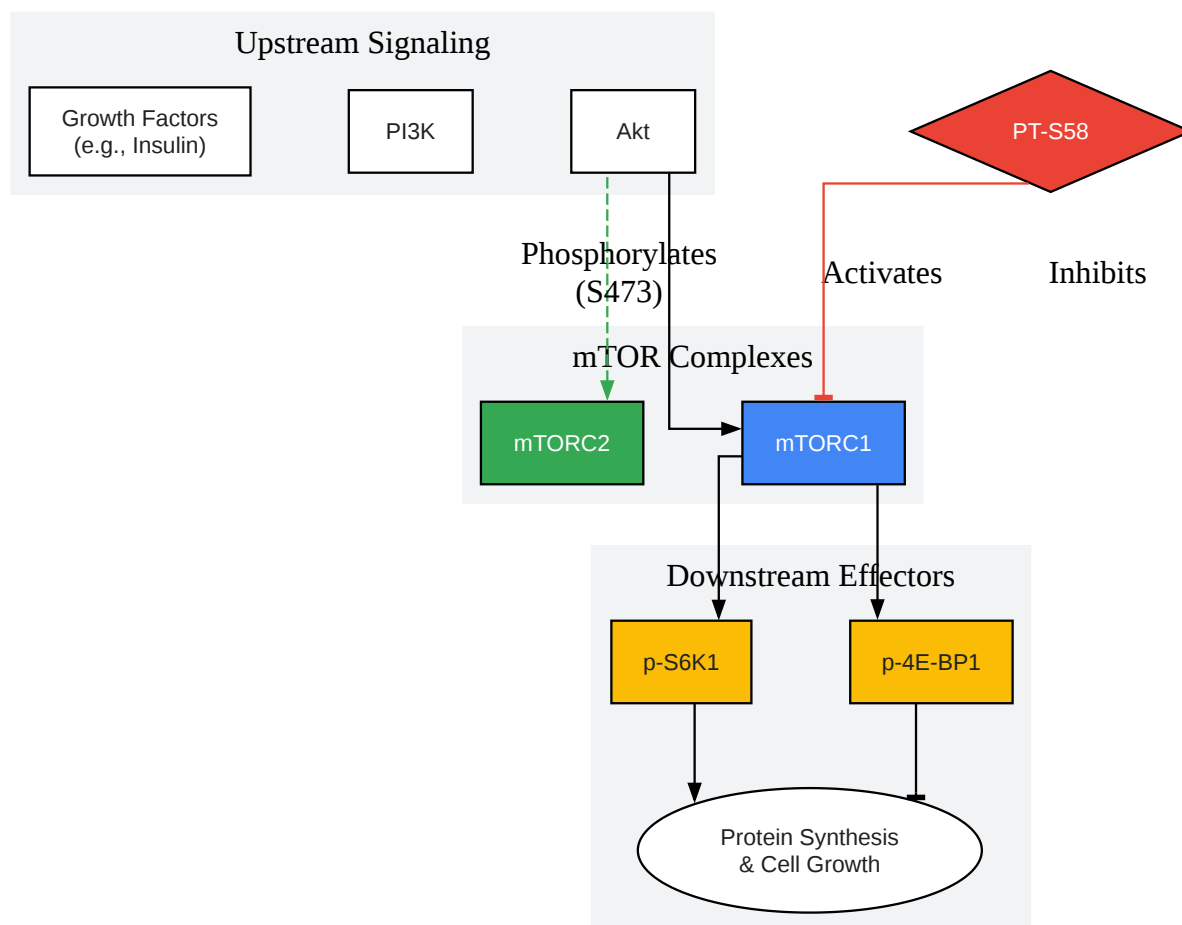 Upstream Signaling
Growth Factors
(e.g., Insulin)
PI3K
Akt
PT-S58
Phosphorylates
(S473)
Activates
Inhibits
mTOR Complexes
mTORC2
mTORC1
Downstream Effectors
p-S6K1
p-4E-BP1
Protein Synthesis
& Cell Growth